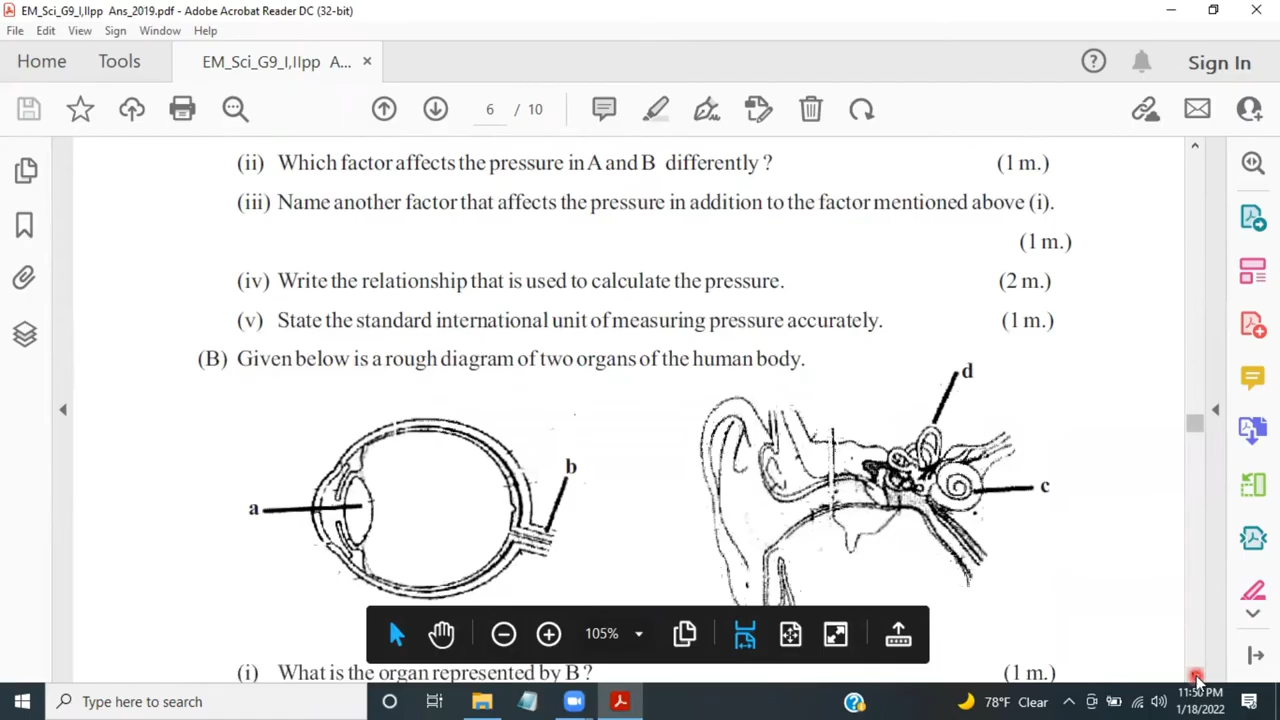 EM_Sci_G9_I,IIpp Ans_2019.pdf - Adobe Acrobat Reader DC (32-bit)
File Edit View Sign Window Help
Home Tools EM_Sci_G9_I,IIpp A... × Sign In
6 / 10
(ii) Which factor affects the pressure in A and B differently ? (1 m.)
(iii) Name another factor that affects the pressure in addition to the factor mentioned above (i).
(1 m.)
(iv) Write the relationship that is used to calculate the pressure. (2 m.)
(v) State the standard international unit of measuring pressure accurately. (1 m.)
(B) Given below is a rough diagram of two organs of the human body.
d
b
a
c
105%
(i) What is the organ represented by B ? (1 m.)
Type here to search
78°F Clear
11:50 PM
1/18/2022